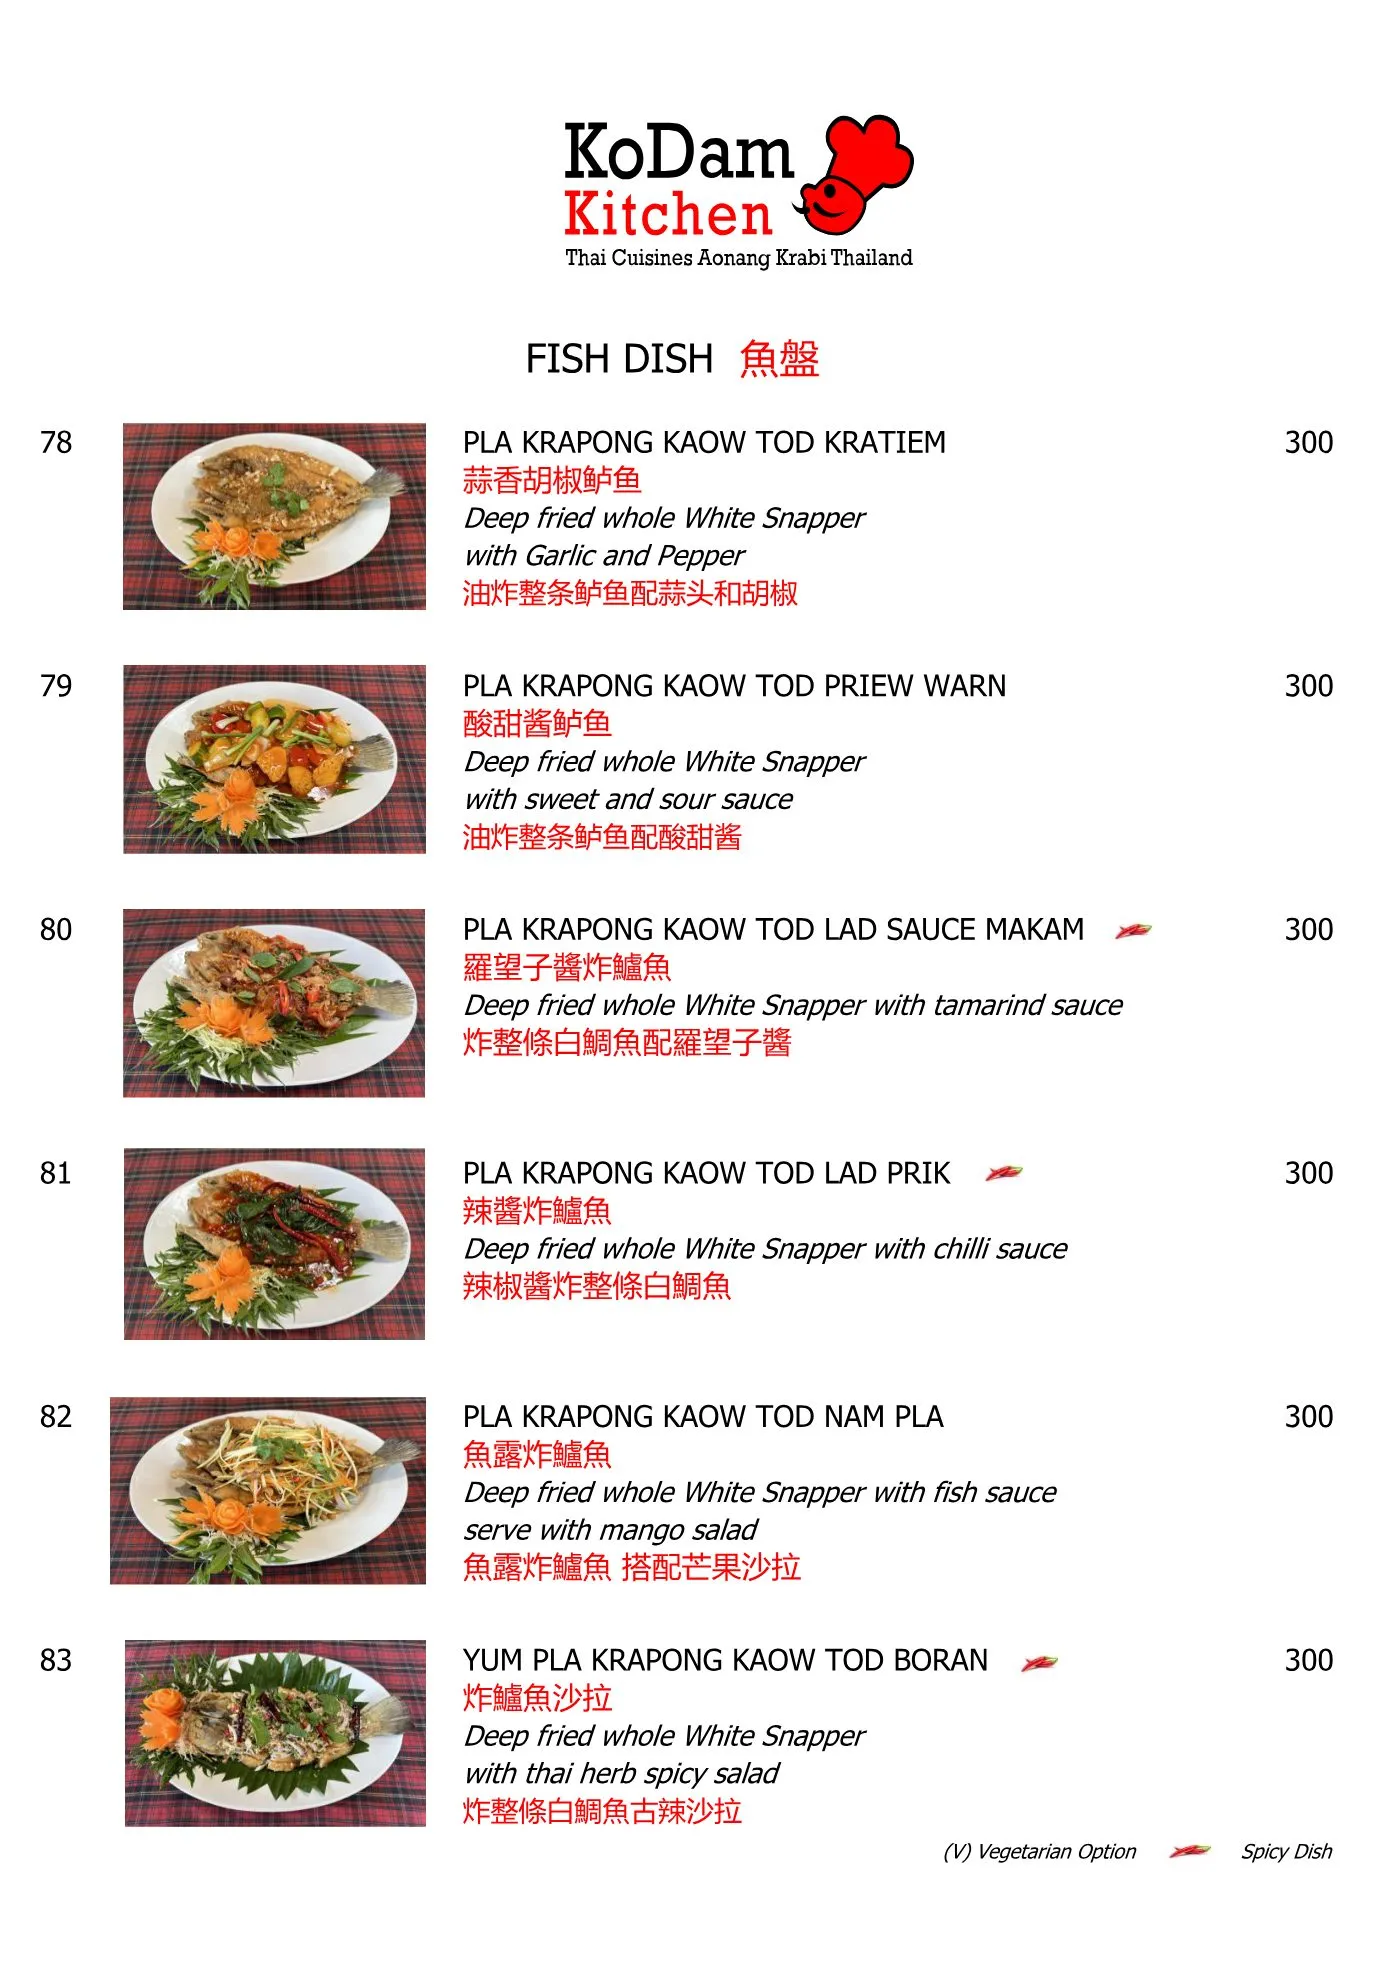 KoDam
Kitchen
Thai Cuisines Aonang Krabi Thailand
FISH DISH 魚盤
78 PLA KRAPONG KAOW TOD KRATIEM 300
蒜香胡椒鲈鱼
Deep fried whole White Snapper
with Garlic and Pepper
油炸整条鲈鱼配蒜头和胡椒
79 PLA KRAPONG KAOW TOD PRIEW WARN 300
酸甜酱鲈鱼
Deep fried whole White Snapper
with sweet and sour sauce
油炸整条鲈鱼配酸甜酱
80 PLA KRAPONG KAOW TOD LAD SAUCE MAKAM 300
羅望子醬炸鱸魚
Deep fried whole White Snapper with tamarind sauce
炸整條白鯛魚配羅望子醬
81 PLA KRAPONG KAOW TOD LAD PRIK 300
辣醬炸鱸魚
Deep fried whole White Snapper with chilli sauce
辣椒醬炸整條白鯛魚
82 PLA KRAPONG KAOW TOD NAM PLA 300
魚露炸鱸魚
Deep fried whole White Snapper with fish sauce
serve with mango salad
魚露炸鱸魚 搭配芒果沙拉
83 YUM PLA KRAPONG KAOW TOD BORAN 300
炸鱸魚沙拉
Deep fried whole White Snapper
with thai herb spicy salad
炸整條白鯛魚古辣沙拉
(V) Vegetarian Option Spicy Dish